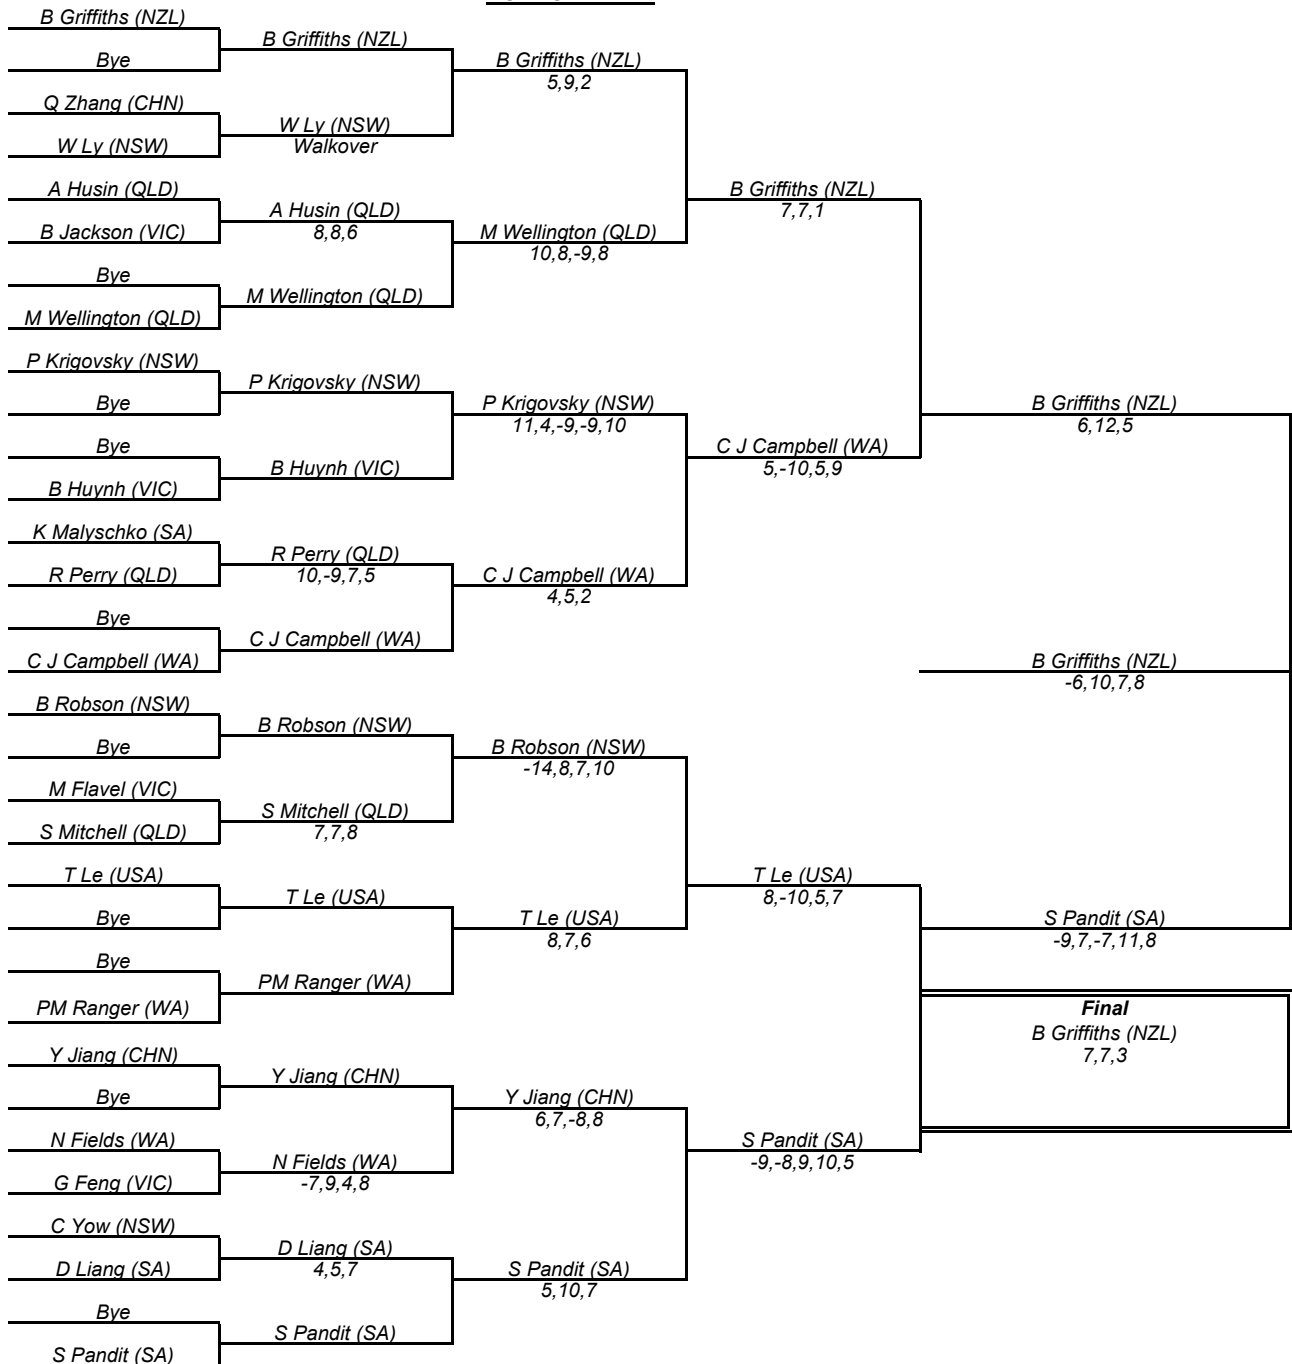 B Griffiths (NZL)
Bye
Q Zhang (CHN)
W Ly (NSW)
A Husin (QLD)
B Jackson (VIC)
Bye
M Wellington (QLD)
P Krigovsky (NSW)
Bye
Bye
B Huynh (VIC)
K Malyschko (SA)
R Perry (QLD)
Bye
C J Campbell (WA)
B Robson (NSW)
Bye
M Flavel (VIC)
S Mitchell (QLD)
T Le (USA)
Bye
Bye
PM Ranger (WA)
Y Jiang (CHN)
Bye
N Fields (WA)
G Feng (VIC)
C Yow (NSW)
D Liang (SA)
Bye
S Pandit (SA)
B Griffiths (NZL)
W Ly (NSW)
Walkover
A Husin (QLD)
8,8,6
M Wellington (QLD)
P Krigovsky (NSW)
B Huynh (VIC)
R Perry (QLD)
10,-9,7,5
C J Campbell (WA)
B Robson (NSW)
S Mitchell (QLD)
7,7,8
T Le (USA)
PM Ranger (WA)
Y Jiang (CHN)
N Fields (WA)
-7,9,4,8
D Liang (SA)
4,5,7
S Pandit (SA)
B Griffiths (NZL)
5,9,2
M Wellington (QLD)
10,8,-9,8
P Krigovsky (NSW)
11,4,-9,-9,10
C J Campbell (WA)
4,5,2
B Robson (NSW)
-14,8,7,10
T Le (USA)
8,7,6
Y Jiang (CHN)
6,7,-8,8
S Pandit (SA)
5,10,7
B Griffiths (NZL)
7,7,1
C J Campbell (WA)
5,-10,5,9
T Le (USA)
8,-10,5,7
S Pandit (SA)
-9,-8,9,10,5
B Griffiths (NZL)
6,12,5
B Griffiths (NZL)
-6,10,7,8
S Pandit (SA)
-9,7,-7,11,8
Final
B Griffiths (NZL)
7,7,3